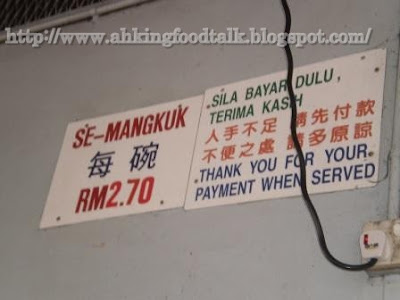 http://www.ahkingfoodtalk.blogspot.com/
SE-MANGKUK
每碗
RM2.70
SILA BAYAR DULU,
TERIMA KASIH
人手不足 請先付款
不便之處 請多原諒
THANK YOU FOR YOUR
PAYMENT WHEN SERVED